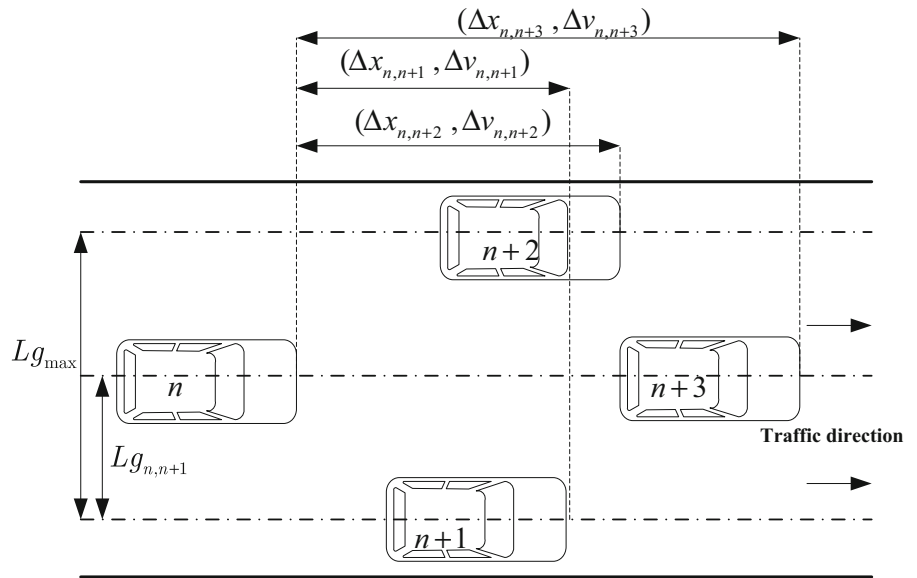 (Δx_{n,n+3} , Δv_{n,n+3})
(Δx_{n,n+1} , Δv_{n,n+1})
(Δx_{n,n+2} , Δv_{n,n+2})
n+2
Lg_{max}
n
n+3
Traffic direction
Lg_{n,n+1}
n+1